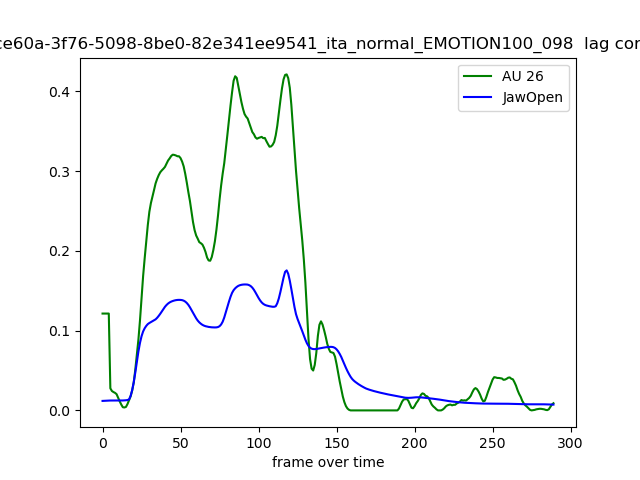 ce60a-3f76-5098-8be0-82e341ee9541_ita_normal_EMOTION100_098 lag cor
AU 26
JawOpen
0.4
0.3
0.2
0.1
0.0
0 50 100 150 200 250 300
frame over time